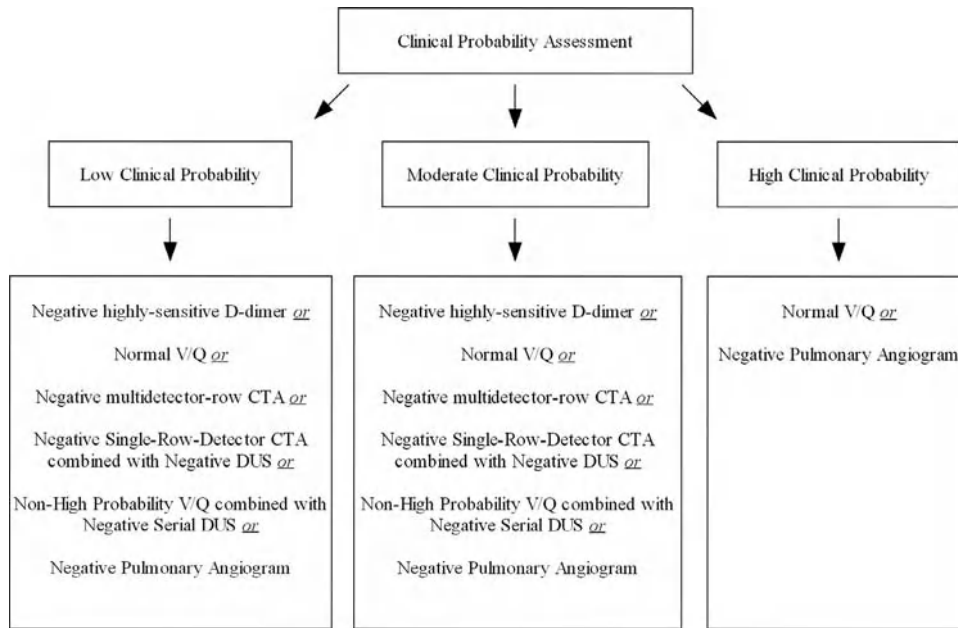 Clinical Probability Assessment
Low Clinical Probability
Moderate Clinical Probability
High Clinical Probability
Negative highly-sensitive D-dimer or
Normal V/Q or
Negative multidetector-row CTA or
Negative Single-Row-Detector CTA
combined with Negative DUS or
Non-High Probability V/Q combined with
Negative Serial DUS or
Negative Pulmonary Angiogram
Negative highly-sensitive D-dimer or
Normal V/Q or
Negative multidetector-row CTA or
Negative Single-Row-Detector CTA
combined with Negative DUS or
Non-High Probability V/Q combined with
Negative Serial DUS or
Negative Pulmonary Angiogram
Normal V/Q or
Negative Pulmonary Angiogram